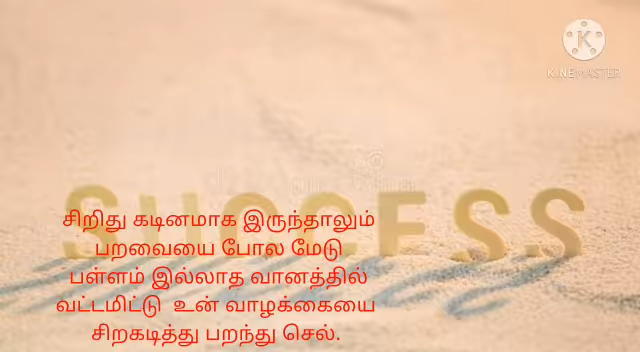 KINEMASTER
SUCCESS
சிறிது கடினமாக இருந்தாலும்
பறவையை போல மேடு
பள்ளம் இல்லாத வானத்தில்
வட்டமிட்டு உன் வாழக்கையை
சிறகடித்து பறந்து செல்.